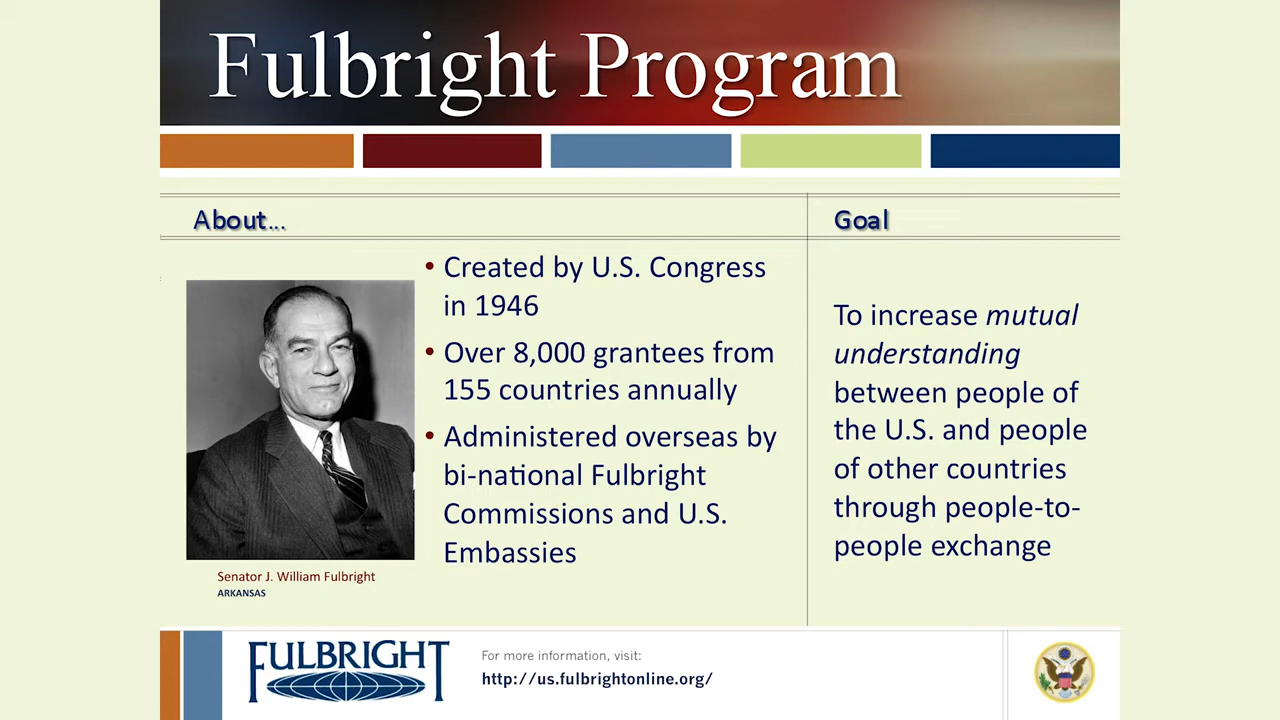 Fulbright Program
About...
Goal
• Created by U.S. Congress
in 1946
• Over 8,000 grantees from
155 countries annually
• Administered overseas by
bi-national Fulbright
Commissions and U.S.
Embassies
Senator J. William Fulbright
ARKANSAS
To increase mutual
understanding
between people of
the U.S. and people
of other countries
through people-to-
people exchange
FULBRIGHT
For more information, visit:
http://us.fulbrightonline.org/